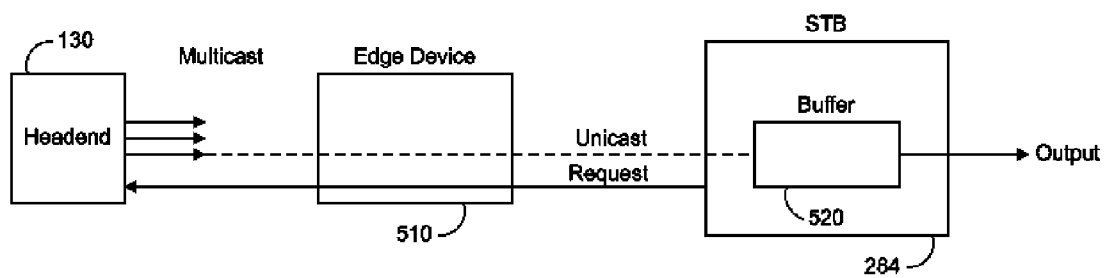 STB
130
Multicast
Edge Device
Buffer
Headend
Unicast
Output
Request
510
520
284